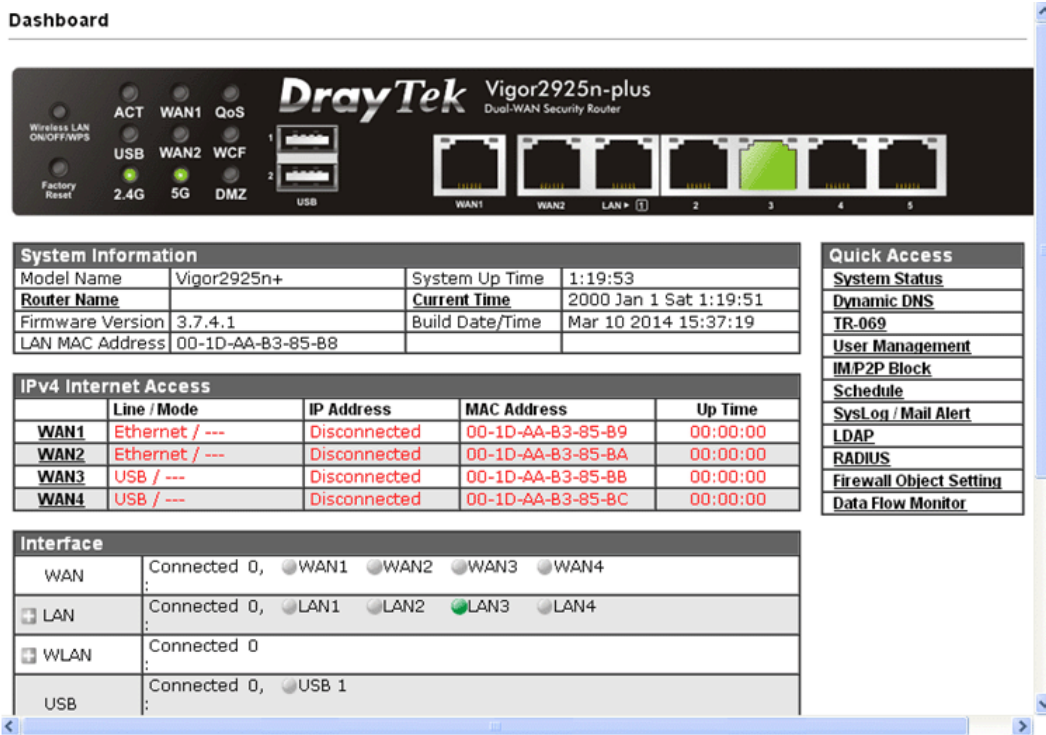 Dashboard
DrayTek Vigor2925n-plus
Dual-WAN Security Router
Wireless LAN
ON/OFF/WPS
ACT WAN1 QoS
USB WAN2 WCF
Factory
Reset
2.4G 5G DMZ
1
2
USB
WAN1 WAN2 LAN 1 2 3 4 5
System Information
Model Name Vigor2925n+ System Up Time 1:19:53
Router Name Current Time 2000 Jan 1 Sat 1:19:51
Firmware Version 3.7.4.1 Build Date/Time Mar 10 2014 15:37:19
LAN MAC Address 00-1D-AA-B3-85-B8
IPv4 Internet Access
Line / Mode IP Address MAC Address Up Time
WAN1 Ethernet / --- Disconnected 00-1D-AA-B3-85-B9 00:00:00
WAN2 Ethernet / --- Disconnected 00-1D-AA-B3-85-BA 00:00:00
WAN3 USB / --- Disconnected 00-1D-AA-B3-85-BB 00:00:00
WAN4 USB / --- Disconnected 00-1D-AA-B3-85-BC 00:00:00
Interface
WAN Connected 0, WAN1 WAN2 WAN3 WAN4
:
LAN Connected 0, LAN1 LAN2 LAN3 LAN4
:
WLAN Connected 0
:
USB Connected 0, USB 1
:
Quick Access
System Status
Dynamic DNS
TR-069
User Management
IM/P2P Block
Schedule
SysLog / Mail Alert
LDAP
RADIUS
Firewall Object Setting
Data Flow Monitor